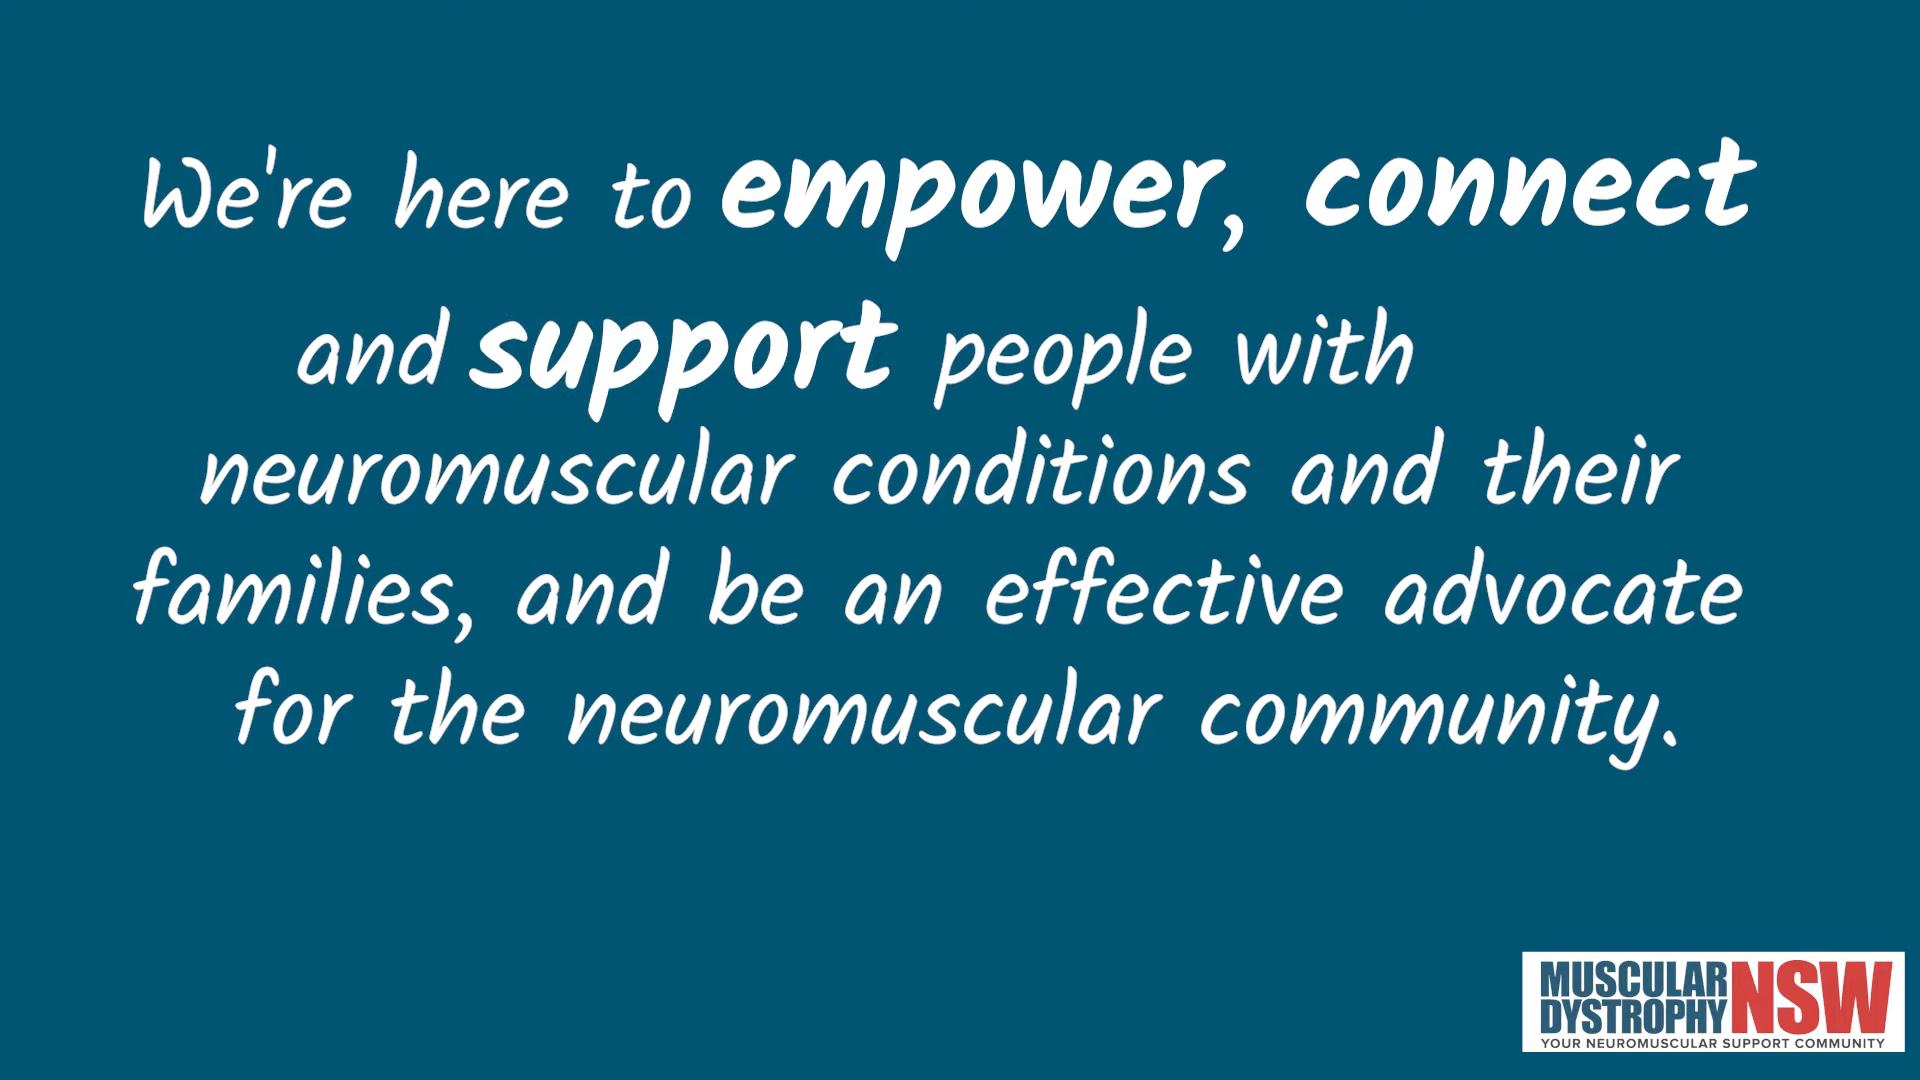 We're here to empower, connect
and support people with
neuromuscular conditions and their
families, and be an effective advocate
for the neuromuscular community.
MUSCULAR
DYSTROPHY NSW
YOUR NEUROMUSCULAR SUPPORT COMMUNITY